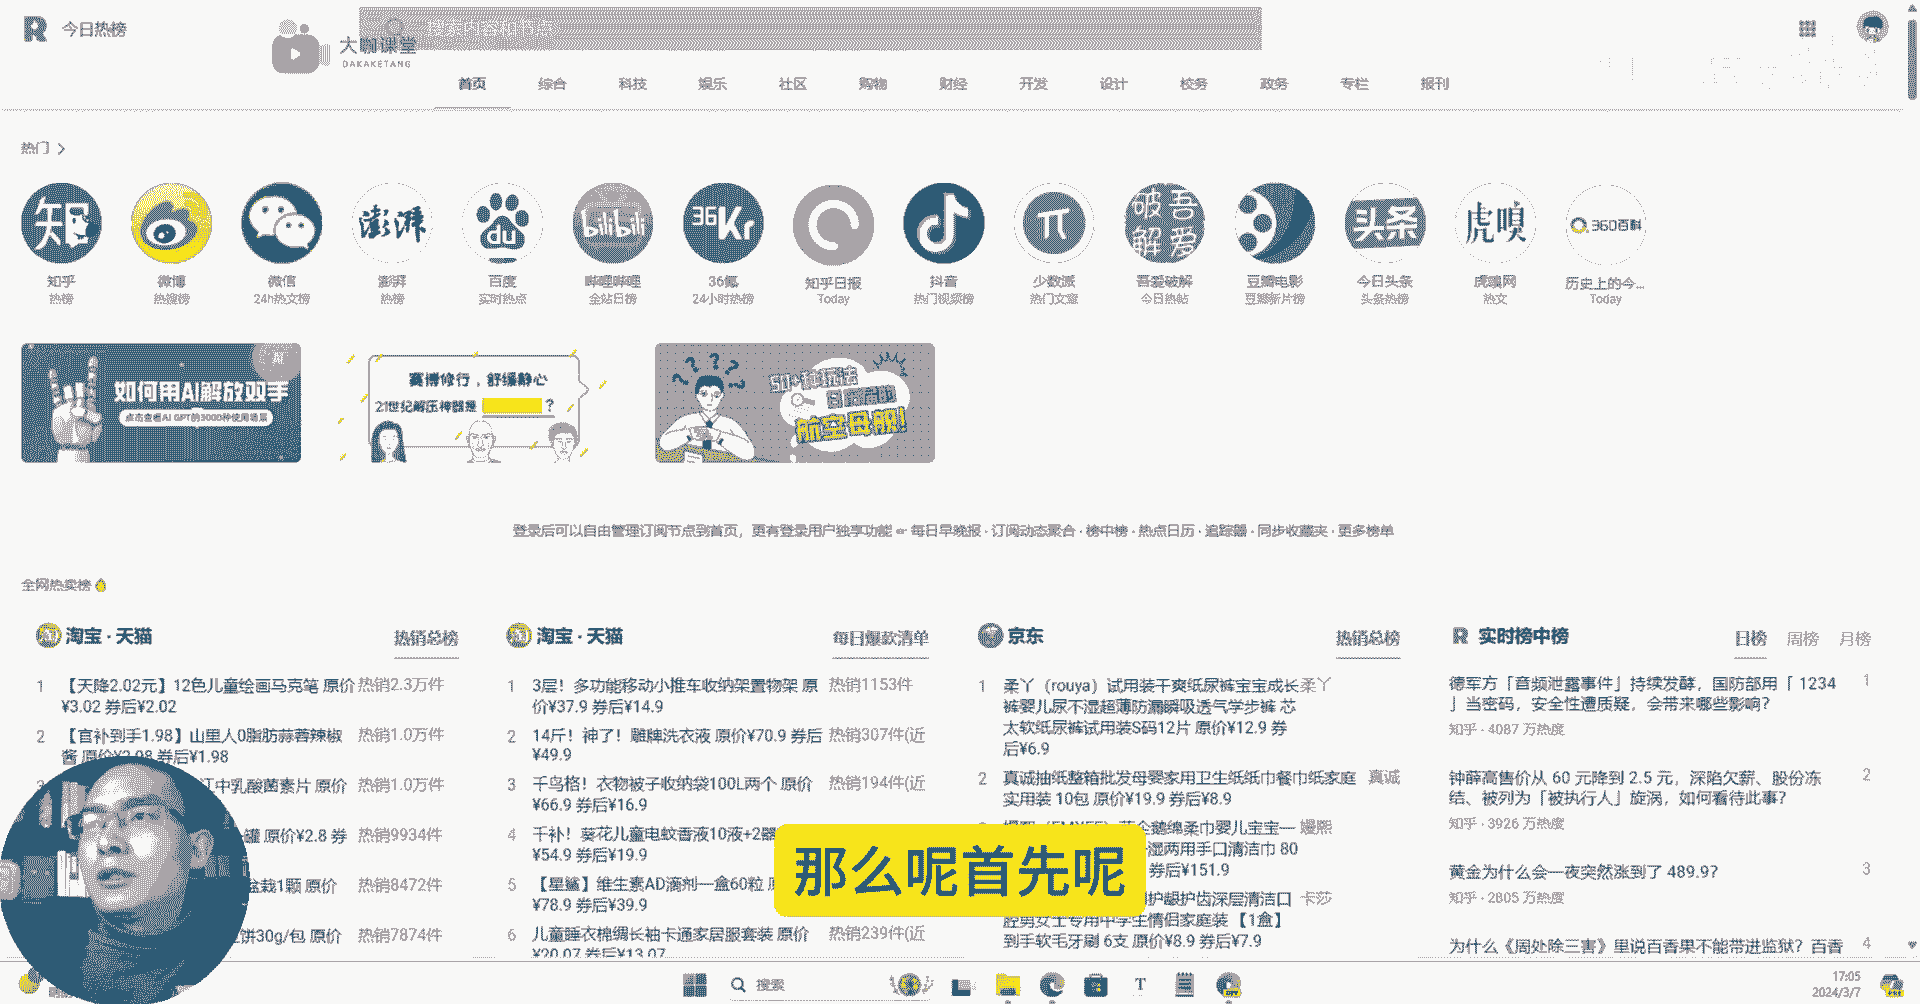 今日热榜
大咖课堂
DAKAKETANG
搜索内容和节点
首页 综合 科技 娱乐 社区 购物 财经 开发 设计 校务 政务 专栏 报刊
热门
知乎 微博 微信 澎湃 百度 哔哩哔哩 36氪 知乎日报 抖音 少数派 吾爱破解 豆瓣电影 今日头条 虎嗅网 历史上的今...
热榜 热搜榜 24h热文榜 热榜 实时热点 全站日榜 24小时热榜 Today 热门视频榜 热门文章 今日热帖 豆瓣新片榜 头条热榜 热文 Today
如何用AI解放双手
点击查看AI GPT的3000种使用场景
赛博修行，舒缓静心
21世纪解压神器是 ？
航空母舰！
登录后可以自由管理订阅节点到首页，更有登录用户独享功能 👉 每日早晚报 · 订阅动态聚合 · 榜中榜 · 热点日历 · 追踪器 · 同步收藏夹 · 更多榜单
全网热卖榜
淘宝 · 天猫 热销总榜
1 【天降2.02元】12色儿童绘画马克笔 原价 热销2.3万件
¥3.02 券后¥2.02
2 【官补到手1.98】山里人0脂肪蒜蓉辣椒 热销1.0万件
酱 原价¥3.98 券后¥1.98
江中乳酸菌素片 原价 热销1.0万件
罐 原价¥2.8 券 热销9934件
盆栽1颗 原价 热销8472件
饼30g/包 原价 热销7874件
淘宝 · 天猫 每日爆款清单
1 3层！多功能移动小推车收纳架置物架 原 热销1153件
价¥37.9 券后¥14.9
2 14斤！神了！雕牌洗衣液 原价¥70.9 券后 热销307件(近
¥49.9
3 千鸟格！衣物被子收纳袋100L两个 原价 热销194件(近
¥66.9 券后¥16.9
4 千补！葵花儿童电蚊香液10液+2器
¥54.9 券后¥19.9
5 【星鲨】维生素AD滴剂一盒60粒
¥78.9 券后¥39.9
6 儿童睡衣棉绸长袖卡通家居服套装 原价 热销239件(近
¥20.07 券后¥13.07
京东 热销总榜
1 柔丫（rouya）试用装干爽纸尿裤宝宝成长 柔丫
裤婴儿尿不湿超薄防漏瞬吸透气学步裤 芯
太软纸尿裤试用装S码12片 原价¥12.9 券
后¥6.9
2 真诚抽纸整箱批发母婴家用卫生纸纸巾餐巾纸家庭 真诚
实用装 10包 原价¥19.9 券后¥8.9
企鹅绵柔巾婴儿宝宝一 嫚熙
湿两用手口清洁巾 80
券后¥151.9
护龈护齿深层清洁口 卡莎
腔男女士专用中学生情侣家庭装 【1盒】
到手软毛牙刷 6支 原价¥8.9 券后¥7.9
实时榜中榜 日榜 周榜 月榜
德军方「音频泄露事件」持续发酵，国防部用「 1234 1
」当密码，安全性遭质疑，会带来哪些影响？
知乎 · 4087 万热度
钟薛高售价从 60 元降到 2.5 元，深陷欠薪、股份冻 2
结、被列为「被执行人」旋涡，如何看待此事？
知乎 · 3926 万热度
黄金为什么会一夜突然涨到了 489.9？ 3
知乎 · 2805 万热度
为什么《周处除三害》里说百香果不能带进监狱？百香 4
那么呢首先呢
搜索
17:05
2024/3/7